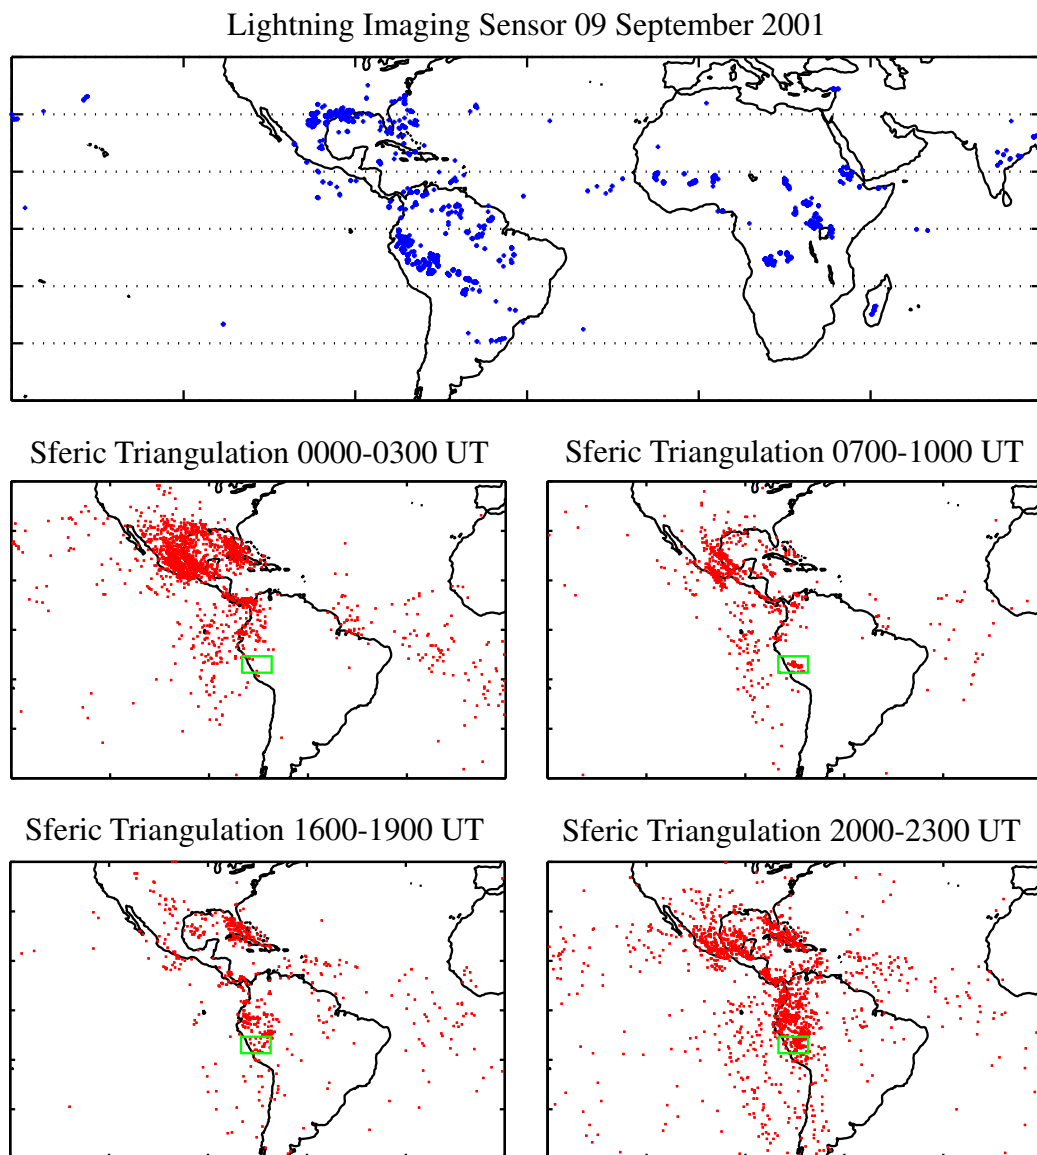 Lightning Imaging Sensor 09 September 2001
Sferic Triangulation 0000-0300 UT
Sferic Triangulation 0700-1000 UT
Sferic Triangulation 1600-1900 UT
Sferic Triangulation 2000-2300 UT